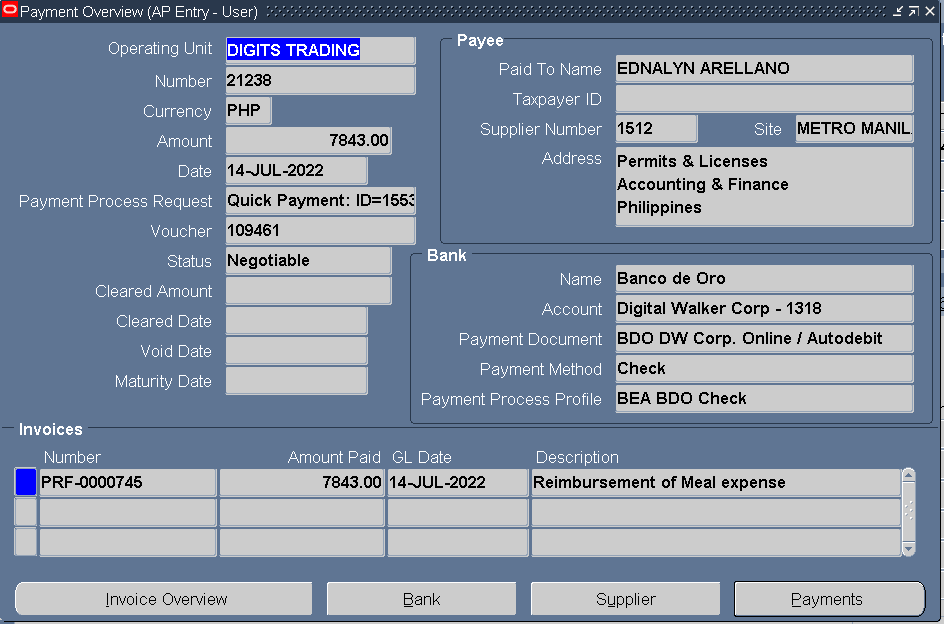 Payment Overview (AP Entry - User)
Operating Unit DIGITS TRADING
Number 21238
Currency PHP
Amount 7843.00
Date 14-JUL-2022
Payment Process Request Quick Payment: ID=1553
Voucher 109461
Status Negotiable
Cleared Amount
Cleared Date
Void Date
Maturity Date
Payee
Paid To Name EDNALYN ARELLANO
Taxpayer ID
Supplier Number 1512 Site METRO MANIL
Address Permits & Licenses
Accounting & Finance
Philippines
Bank
Name Banco de Oro
Account Digital Walker Corp - 1318
Payment Document BDO DW Corp. Online / Autodebit
Payment Method Check
Payment Process Profile BEA BDO Check
Invoices
Number Amount Paid GL Date Description
PRF-0000745 7843.00 14-JUL-2022 Reimbursement of Meal expense
Invoice Overview Bank Supplier Payments